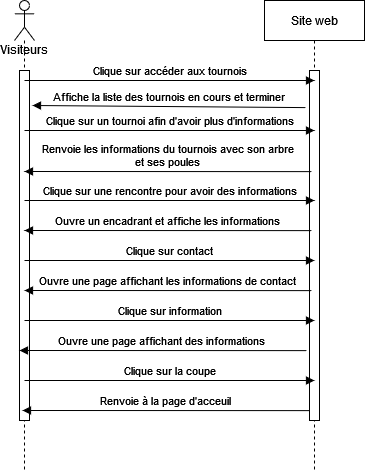 Site web
Visiteurs
Clique sur accéder aux tournois
Affiche la liste des tournois en cours et terminer
Clique sur un tournoi afin d'avoir plus d'informations
Renvoie les informations du tournois avec son arbre
et ses poules
Clique sur une rencontre pour avoir des informations
Ouvre un encadrant et affiche les informations
Clique sur contact
Ouvre une page affichant les informations de contact
Clique sur information
Ouvre une page affichant des informations
Clique sur la coupe
Renvoie à la page d'acceuil